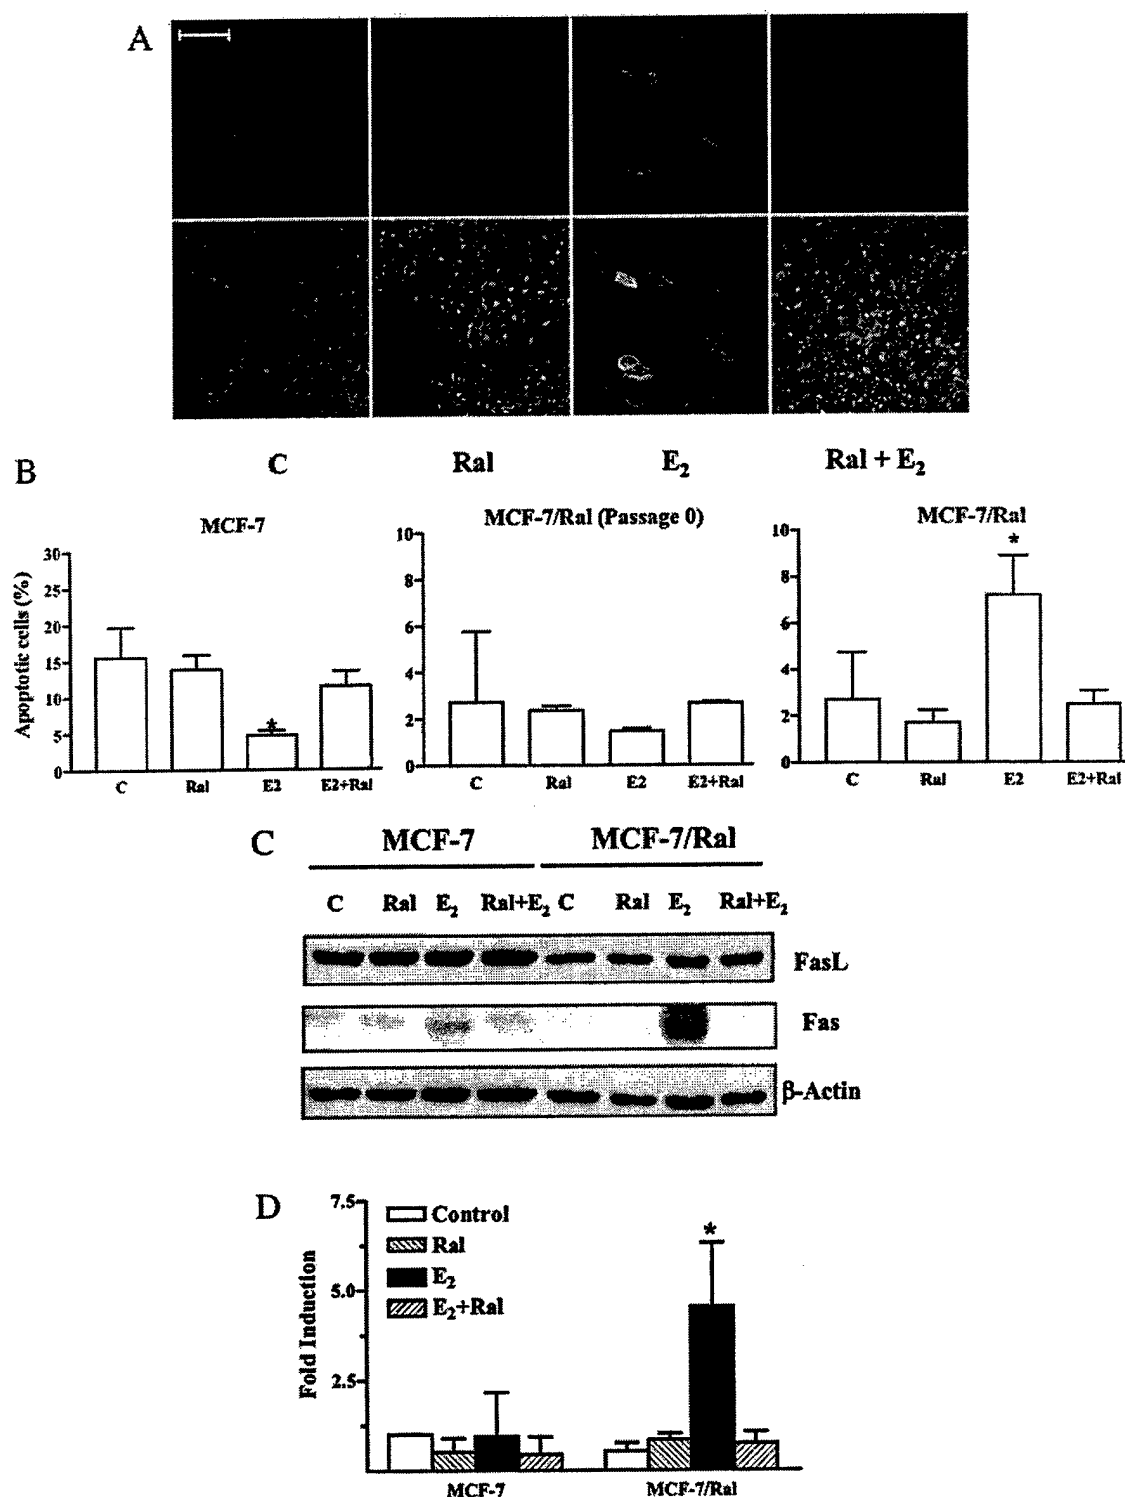 A
B
C Ral E2 Ral + E2
MCF-7
MCF-7/Ral (Passage 0)
MCF-7/Ral
Apoptotic cells (%)
30
25
20
15
10
5
0
*
C Ral E2 E2+Ral
10
8
6
4
2
0
C Ral E2 E2+Ral
10
8
6
4
2
0
*
C Ral E2 E2+Ral
C
MCF-7 MCF-7/Ral
C Ral E2 Ral+E2 C Ral E2 Ral+E2
FasL
Fas
β-Actin
D
Fold Induction
7.5
5.0
2.5
Control
Ral
E2
E2+Ral
*
MCF-7 MCF-7/Ral